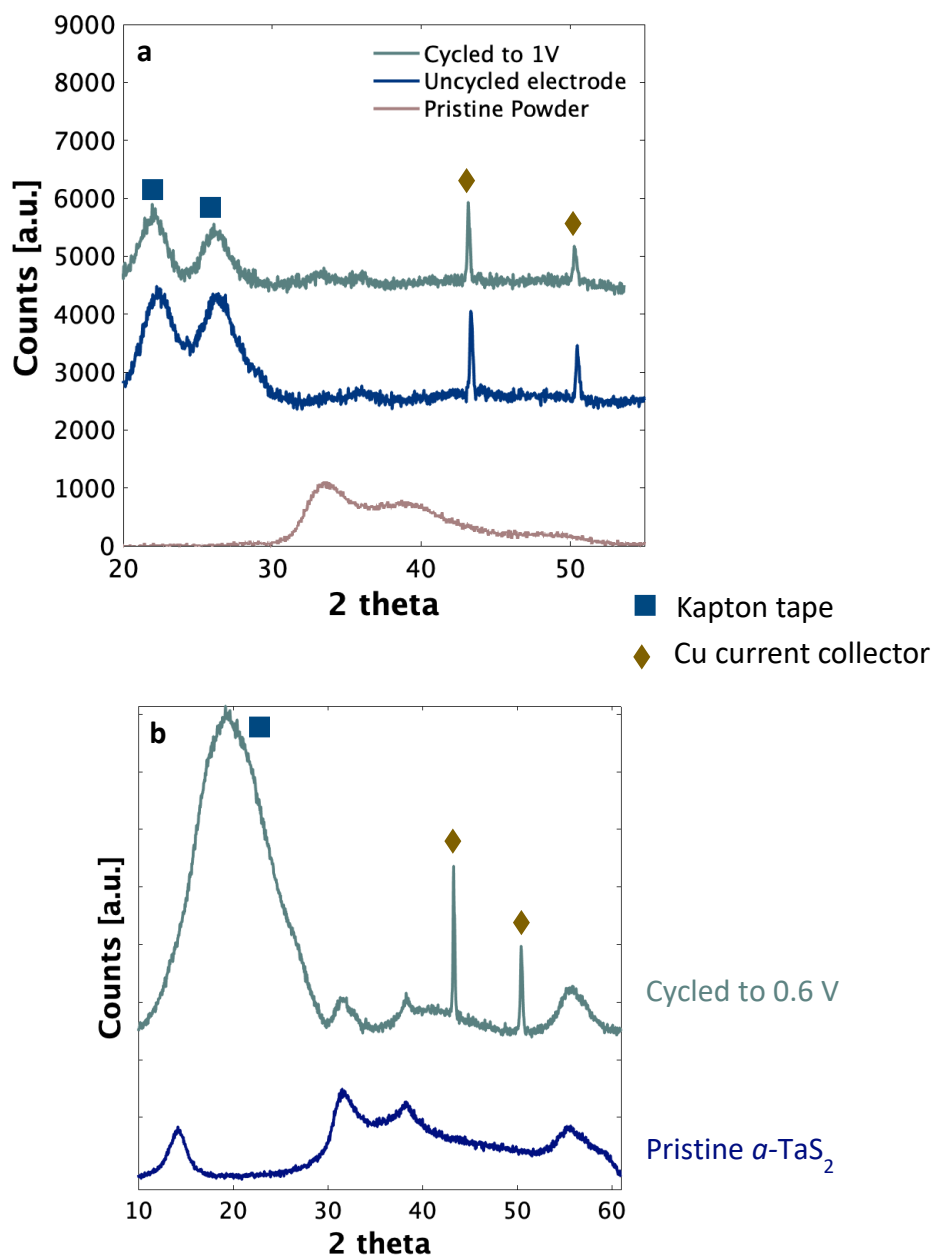 a
Cycled to 1V
Uncycled electrode
Pristine Powder
9000
8000
7000
6000
5000
4000
3000
2000
1000
0
Counts [a.u.]
20 30 40 50
2 theta
Kapton tape
Cu current collector
b
Counts [a.u.]
Cycled to 0.6 V
Pristine a-TaS₂
10 20 30 40 50 60
2 theta